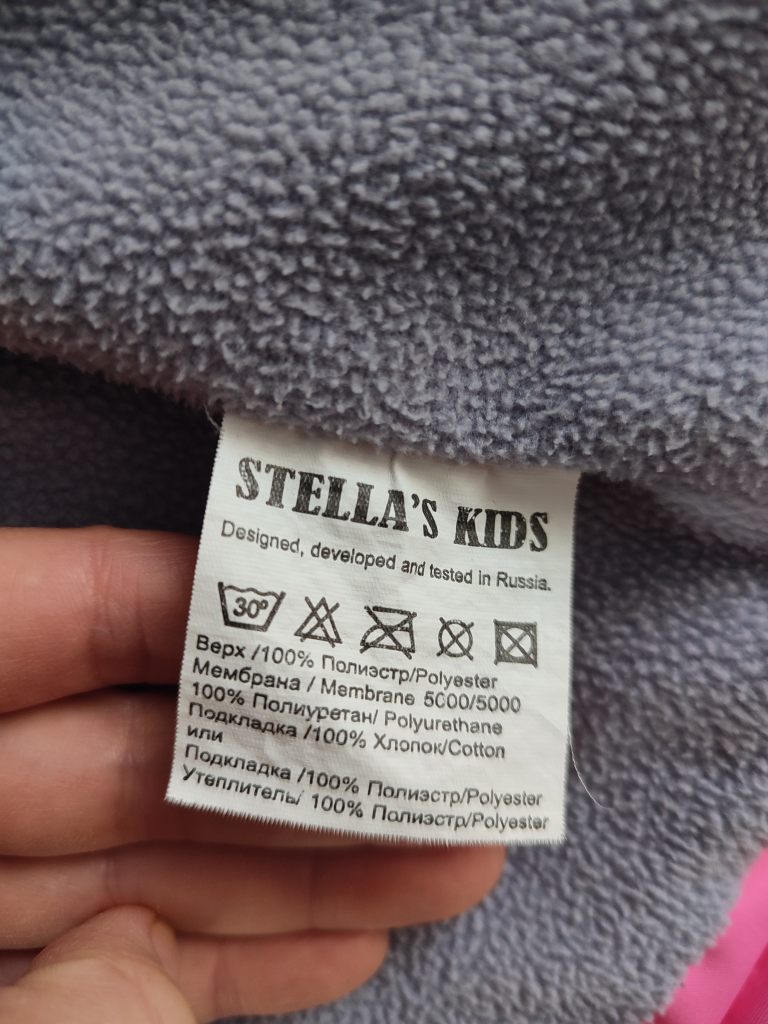 STELLA'S KIDS
Designed, developed and tested in Russia.
30°
Верх /100% Полиэстр/Polyester
Мембрана / Membrane 5000/5000
100% Полиуретан/ Polyurethane
Подкладка /100% Хлопок/Cotton
или
Подкладка /100% Полиэстр/Polyester
Утеплитель/ 100% Полиэстр/Polyester